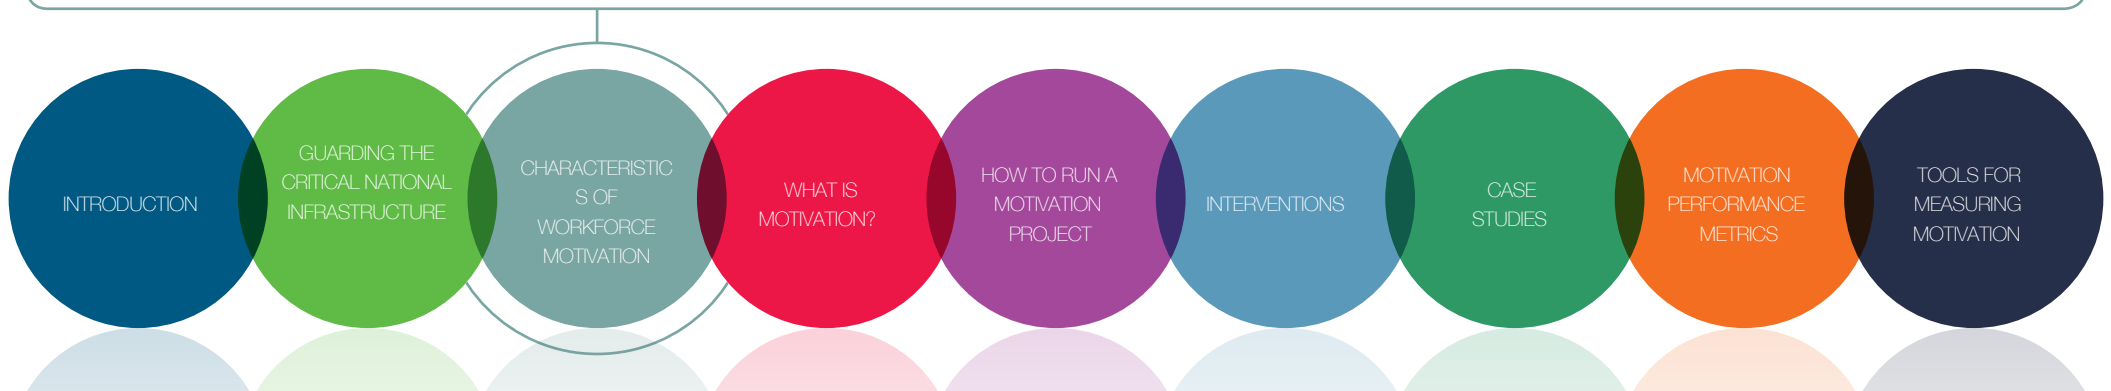 INTRODUCTION
GUARDING THE
CRITICAL NATIONAL
INFRASTRUCTURE
CHARACTERISTIC
S OF
WORKFORCE
MOTIVATION
WHAT IS
MOTIVATION?
HOW TO RUN A
MOTIVATION
PROJECT
INTERVENTIONS
CASE
STUDIES
MOTIVATION
PERFORMANCE
METRICS
TOOLS FOR
MEASURING
MOTIVATION